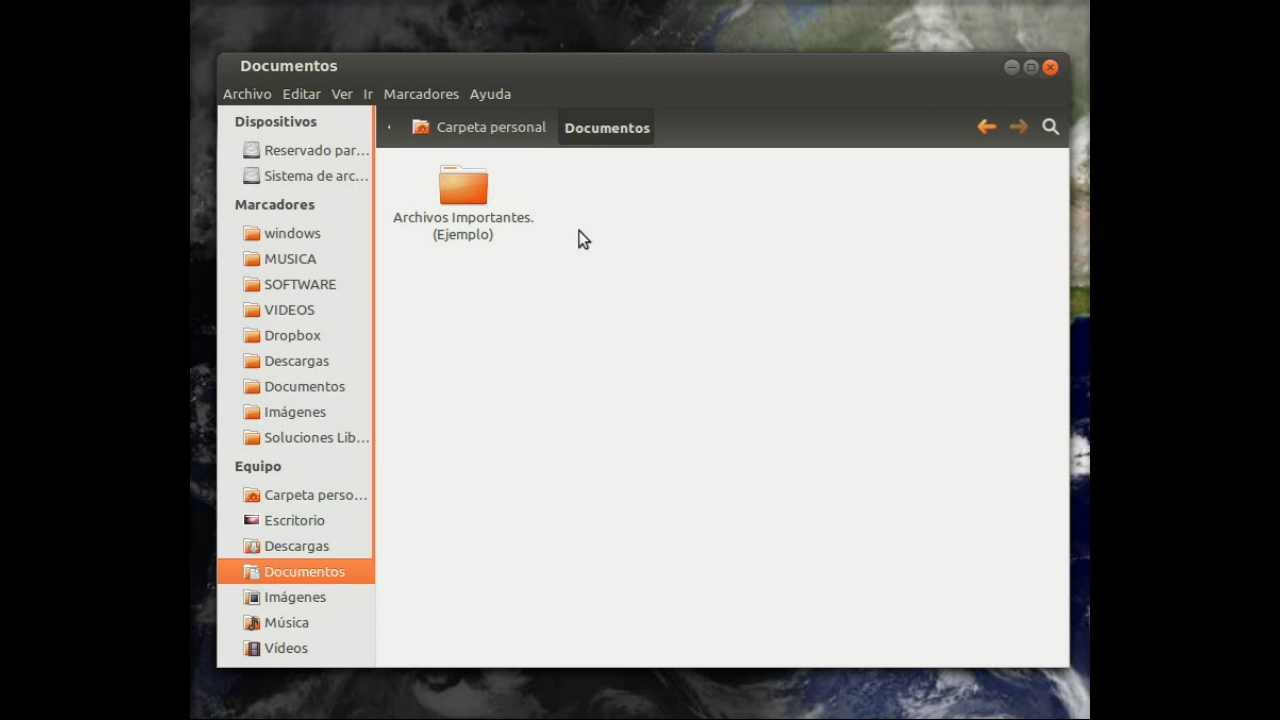 Documentos
Archivo Editar Ver Ir Marcadores Ayuda
Dispositivos
Reservado par...
Sistema de arc...
Marcadores
windows
MUSICA
SOFTWARE
VIDEOS
Dropbox
Descargas
Documentos
Imágenes
Soluciones Lib...
Equipo
Carpeta perso...
Escritorio
Descargas
Documentos
Imágenes
Música
Vídeos
Carpeta personal Documentos
Archivos Importantes.
(Ejemplo)